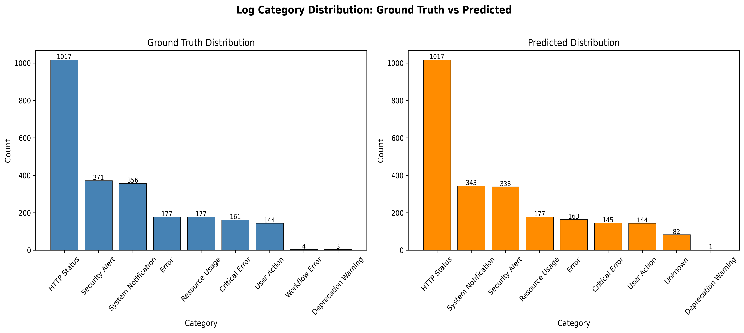 Log Category Distribution: Ground Truth vs Predicted
Ground Truth Distribution
Count
1000
800
600
400
200
0
1017
371
356
177
177
161
144
4
HTTP Status
Security Alert
System Notification
Error
Resource Usage
Critical Error
User Action
Workflow Error
Deprecation Warning
Category
Predicted Distribution
Count
1000
800
600
400
200
0
1017
177
145
144
82
1
HTTP Status
System Notification
Security Alert
Resource Usage
Error
Critical Error
User Action
Unknown
Deprecation Warning
Category